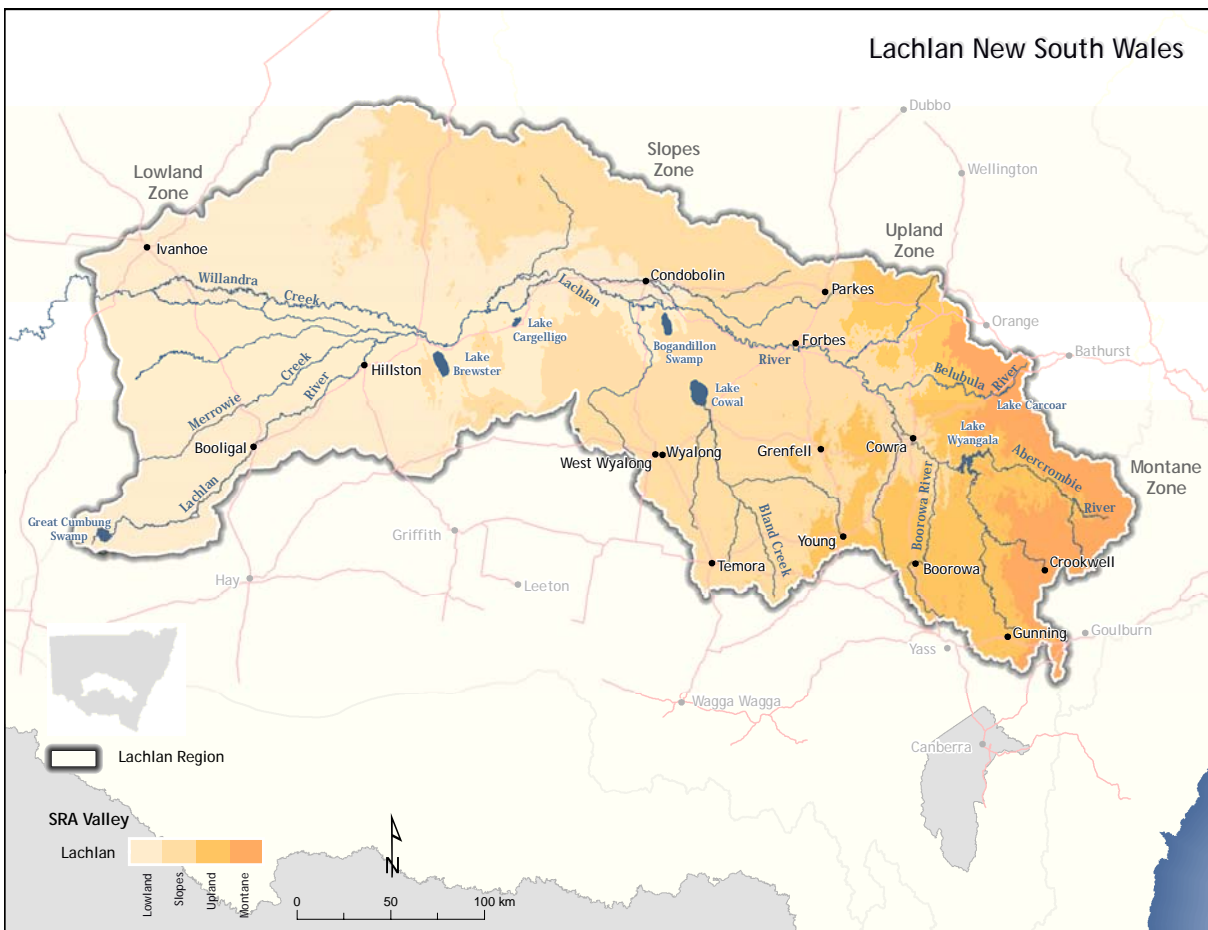 Lachlan New South Wales
Dubbo
Slopes
Zone
Lowland
Zone
Wellington
Upland
Zone
Ivanhoe
Willandra
Creek
Condobolin
Lachlan
Parkes
Lake
Cargelligo
Orange
Bogandillon
Swamp
River
Forbes
Bathurst
Lake
Brewster
Hillston
Creek
River
Merrowie
Belubula
River
Lake
Cowal
Lake Carcoar
Lake
Wyangala
Booligal
Cowra
Grenfell
West Wyalong
Wyalong
Abercrombie
River
Montane
Zone
Lachlan
Great Cumbung
Swamp
Griffith
Boorowa River
Bland Creek
Young
Temora
Boorowa
Crookwell
Hay
Leeton
Gunning
Goulburn
Yass
Wagga Wagga
Canberra
Lachlan Region
SRA Valley
Lachlan
Lowland
Slopes
Upland
Montane
N
0 50 100 km